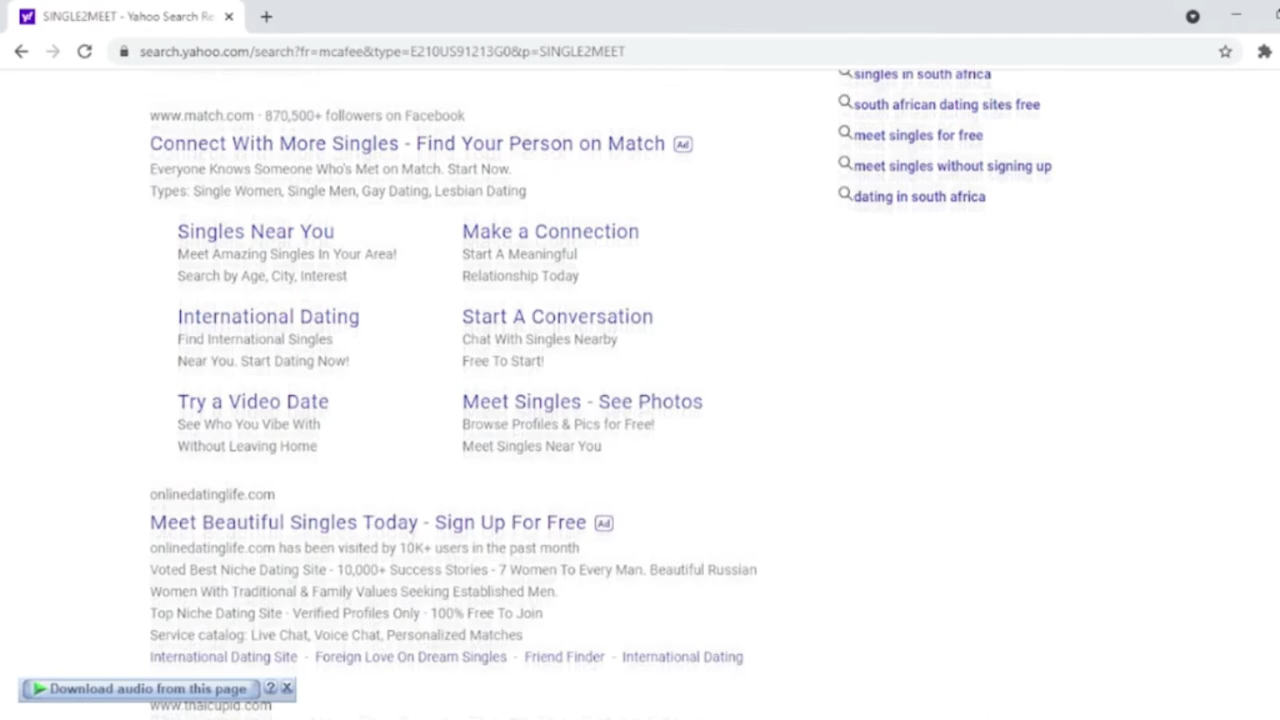 SINGLE2MEET - Yahoo Search Re
search.yahoo.com/search?fr=mcafee&type=E210US91213G0&p=SINGLE2MEET
singles in south africa
south african dating sites free
meet singles for free
meet singles without signing up
dating in south africa
www.match.com · 870,500+ followers on Facebook
Connect With More Singles - Find Your Person on Match Ad
Everyone Knows Someone Who's Met on Match. Start Now.
Types: Single Women, Single Men, Gay Dating, Lesbian Dating
Singles Near You
Meet Amazing Singles In Your Area!
Search by Age, City, Interest
Make a Connection
Start A Meaningful
Relationship Today
International Dating
Find International Singles
Near You. Start Dating Now!
Start A Conversation
Chat With Singles Nearby
Free To Start!
Try a Video Date
See Who You Vibe With
Without Leaving Home
Meet Singles - See Photos
Browse Profiles & Pics for Free!
Meet Singles Near You
onlinedatinglife.com
Meet Beautiful Singles Today - Sign Up For Free Ad
onlinedatinglife.com has been visited by 10K+ users in the past month
Voted Best Niche Dating Site - 10,000+ Success Stories - 7 Women To Every Man. Beautiful Russian
Women With Traditional & Family Values Seeking Established Men.
Top Niche Dating Site · Verified Profiles Only · 100% Free To Join
Service catalog: Live Chat, Voice Chat, Personalized Matches
International Dating Site - Foreign Love On Dream Singles - Friend Finder - International Dating
Download audio from this page ? X
www.thaicupid.com